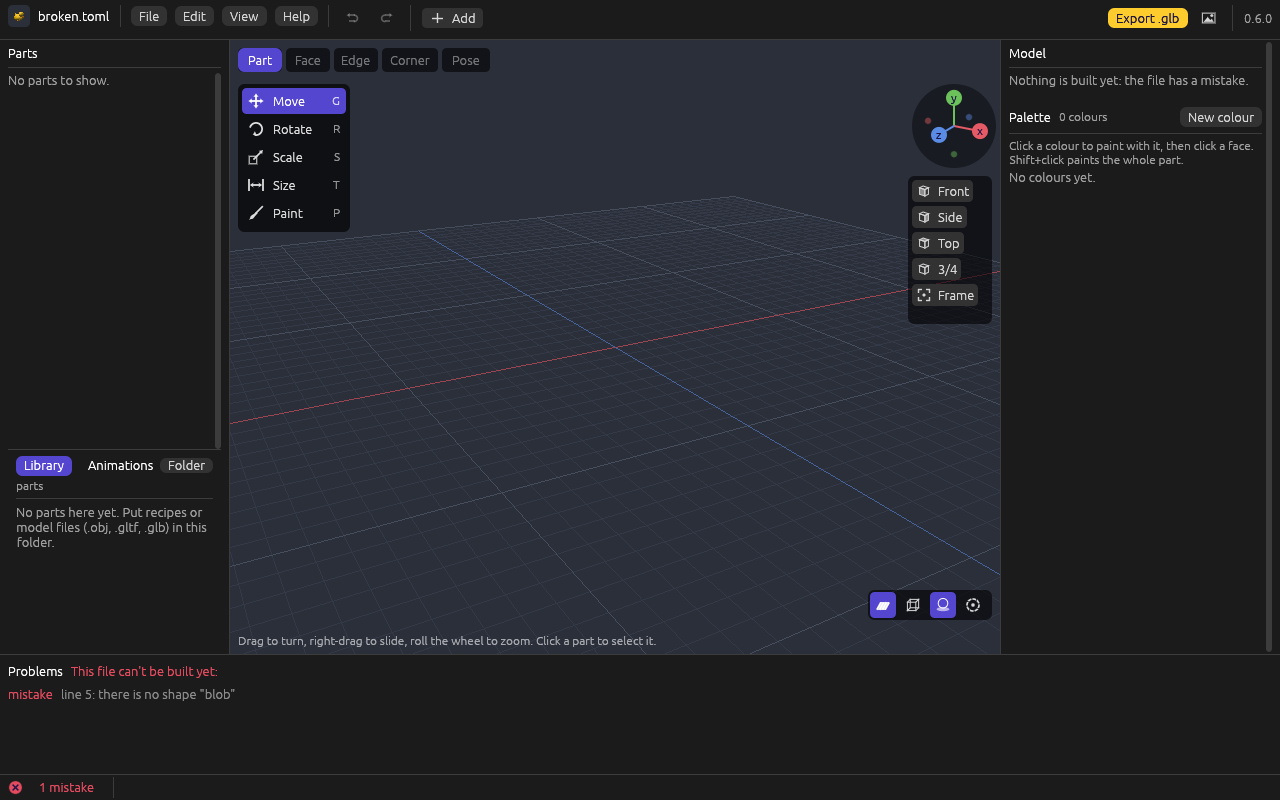 broken.toml File Edit View Help + Add Export .glb 0.6.0
Parts
No parts to show.
Part Face Edge Corner Pose
Move G
Rotate R
Scale S
Size T
Paint P
y
x
z
Front
Side
Top
3/4
Frame
Drag to turn, right-drag to slide, roll the wheel to zoom. Click a part to select it.
Model
Nothing is built yet: the file has a mistake.
Palette 0 colours New colour
Click a colour to paint with it, then click a face.
Shift+click paints the whole part.
No colours yet.
Library Animations Folder
parts
No parts here yet. Put recipes or
model files (.obj, .gltf, .glb) in this
folder.
Problems This file can't be built yet:
mistake line 5: there is no shape "blob"
1 mistake